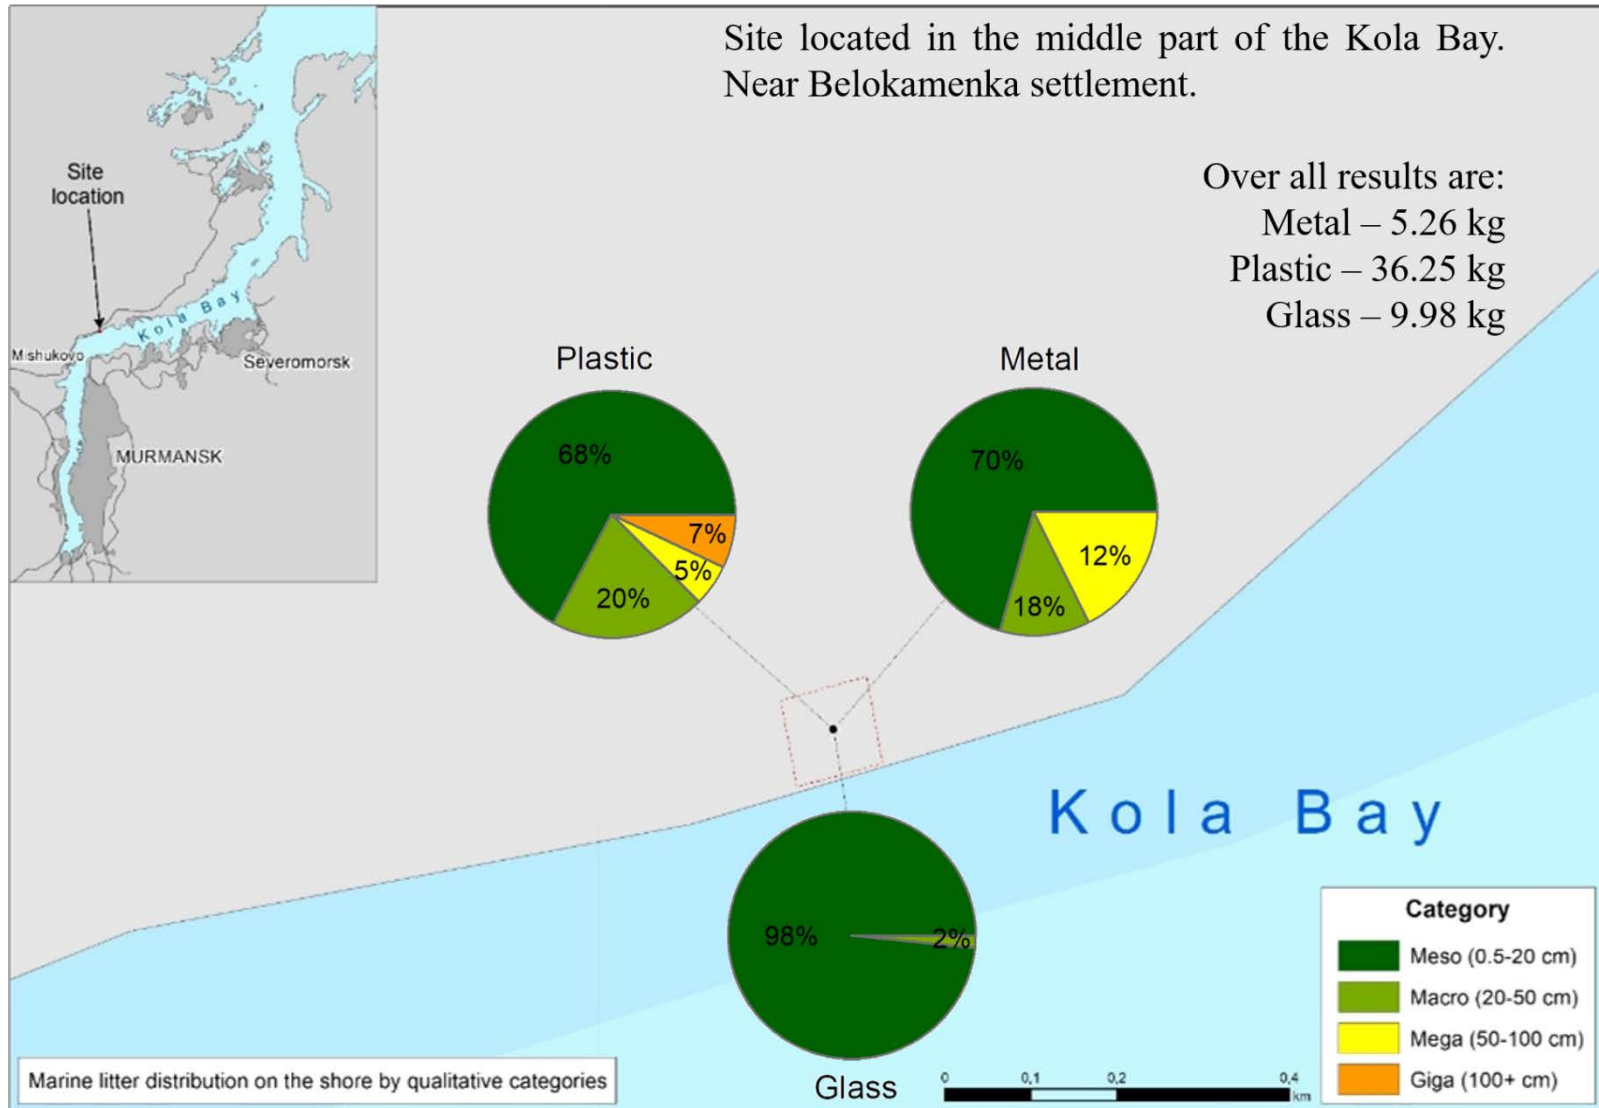 Site located in the middle part of the Kola Bay.
Near Belokamenka settlement.
Over all results are:
Metal – 5.26 kg
Plastic – 36.25 kg
Glass – 9.98 kg
Site
location
Kola Bay
Mishukovo
Severomorsk
MURMANSK
Plastic
68%
7%
5%
20%
Metal
70%
12%
18%
Kola Bay
98%
2%
Glass
Category
Meso (0.5-20 cm)
Macro (20-50 cm)
Mega (50-100 cm)
Giga (100+ cm)
Marine litter distribution on the shore by qualitative categories
0 0,1 0,2 0,4
km